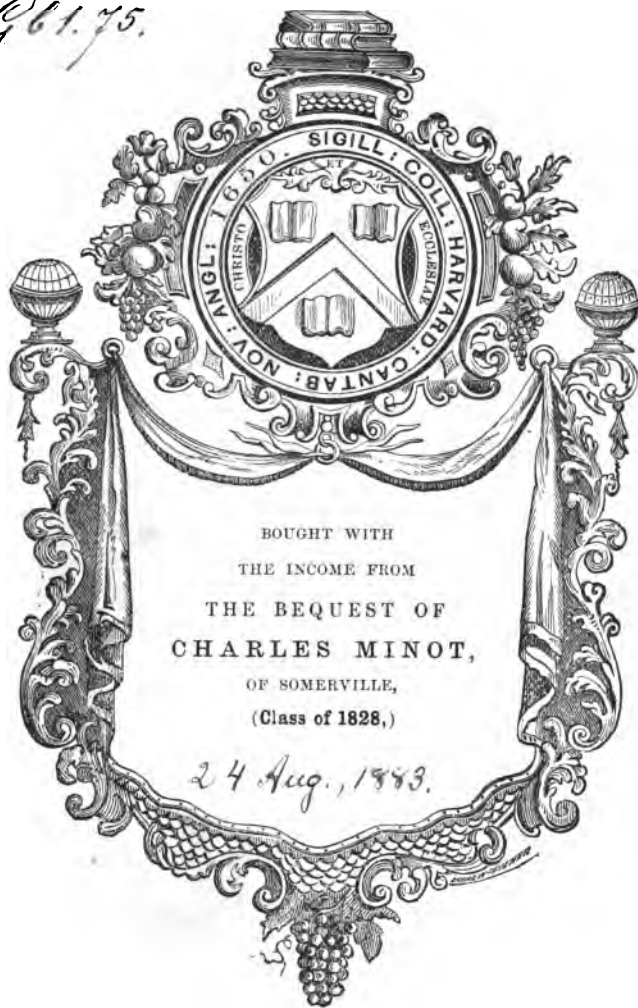 61.75.
SIGILL: COLL: HARVARD: CANTAB: NOV: ANGL: 1650.
ET
CHRISTO
ECCLESIAE
BOUGHT WITH
THE INCOME FROM
THE BEQUEST OF
CHARLES MINOT,
OF SOMERVILLE,
(Class of 1828,)
24 Aug., 1883.